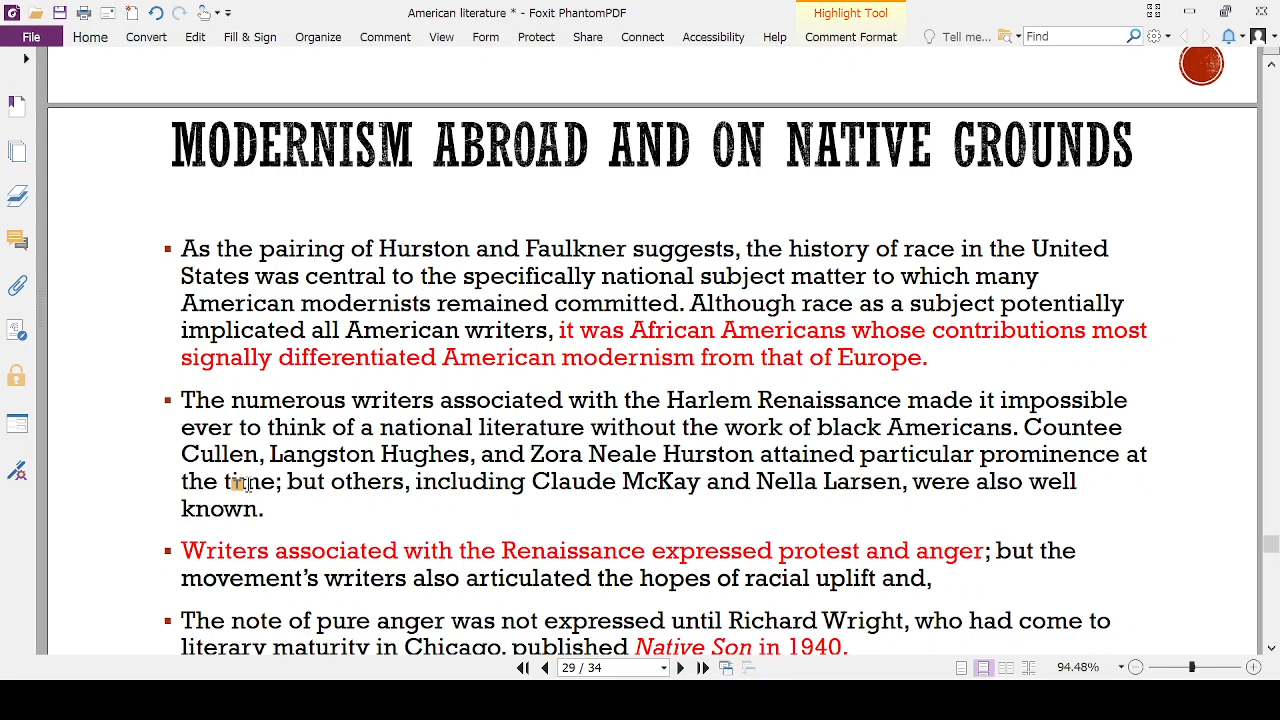 American literature * - Foxit PhantomPDF
Highlight Tool
File Home Convert Edit Fill & Sign Organize Comment View Form Protect Share Connect Accessibility Help Comment Format Tell me... Find
MODERNISM ABROAD AND ON NATIVE GROUNDS
▪ As the pairing of Hurston and Faulkner suggests, the history of race in the United
States was central to the specifically national subject matter to which many
American modernists remained committed. Although race as a subject potentially
implicated all American writers, it was African Americans whose contributions most
signally differentiated American modernism from that of Europe.
▪ The numerous writers associated with the Harlem Renaissance made it impossible
ever to think of a national literature without the work of black Americans. Countee
Cullen, Langston Hughes, and Zora Neale Hurston attained particular prominence at
the time; but others, including Claude McKay and Nella Larsen, were also well
known.
▪ Writers associated with the Renaissance expressed protest and anger; but the
movement's writers also articulated the hopes of racial uplift and,
▪ The note of pure anger was not expressed until Richard Wright, who had come to
literary maturity in Chicago, published Native Son in 1940.
29 / 34
94.48%